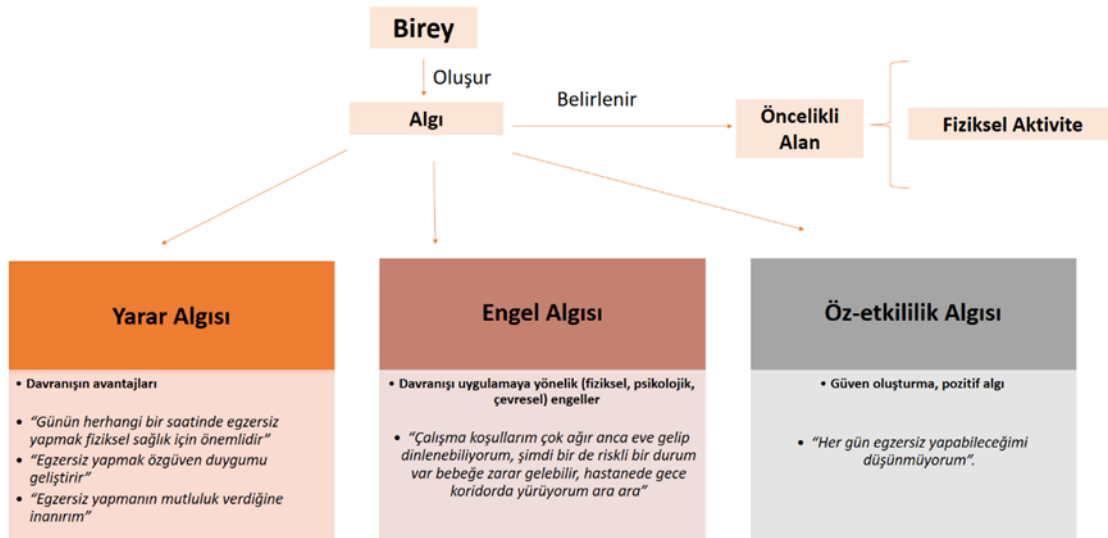 Birey
Oluşur
Belirlenir
Algı
Öncelikli
Alan
Fiziksel Aktivite
Yarar Algısı
• Davranışın avantajları
• “Günün herhangi bir saatinde egzersiz
yapmak fiziksel sağlık için önemlidir”
• “Egzersiz yapmak özgüven duygumu
geliştirir”
• “Egzersiz yapmanın mutluluk verdiğine
inanırım”
Engel Algısı
• Davranışı uygulamaya yönelik (fiziksel, psikolojik,
çevresel) engeller
• “Çalışma koşullarım çok ağır anca eve gelip
dinlenebiliyorum, şimdi bir de riskli bir durum
var bebeğe zarar gelebilir, hastanede gece
koridorda yürüyorum ara ara”
Öz-etkililik Algısı
• Güven oluşturma, pozitif algı
• “Her gün egzersiz yapabileceğimi
düşünmüyorum”.